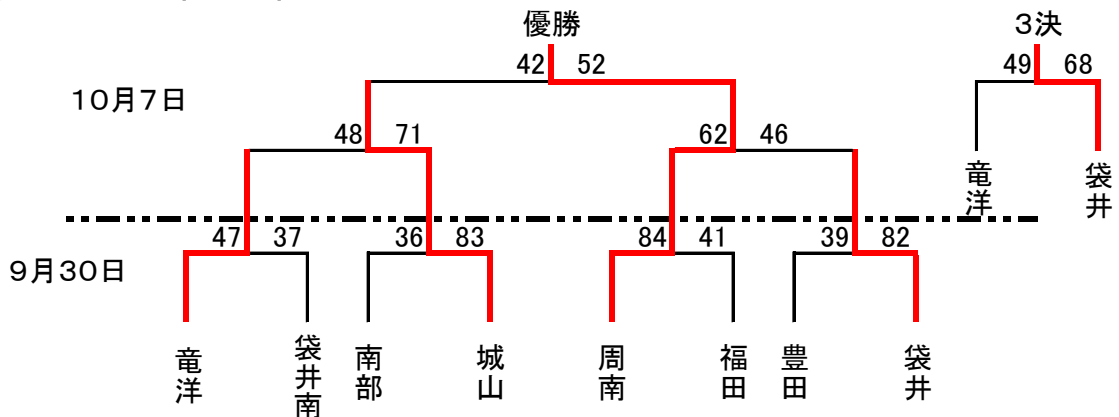 優勝
3決
42 52
49 68
10月7日
48 71
62 46
竜洋
袋井
47 37
36 83
84 41
39 82
9月30日
竜洋
袋井南
南部
城山
周南
福田
豊田
袋井